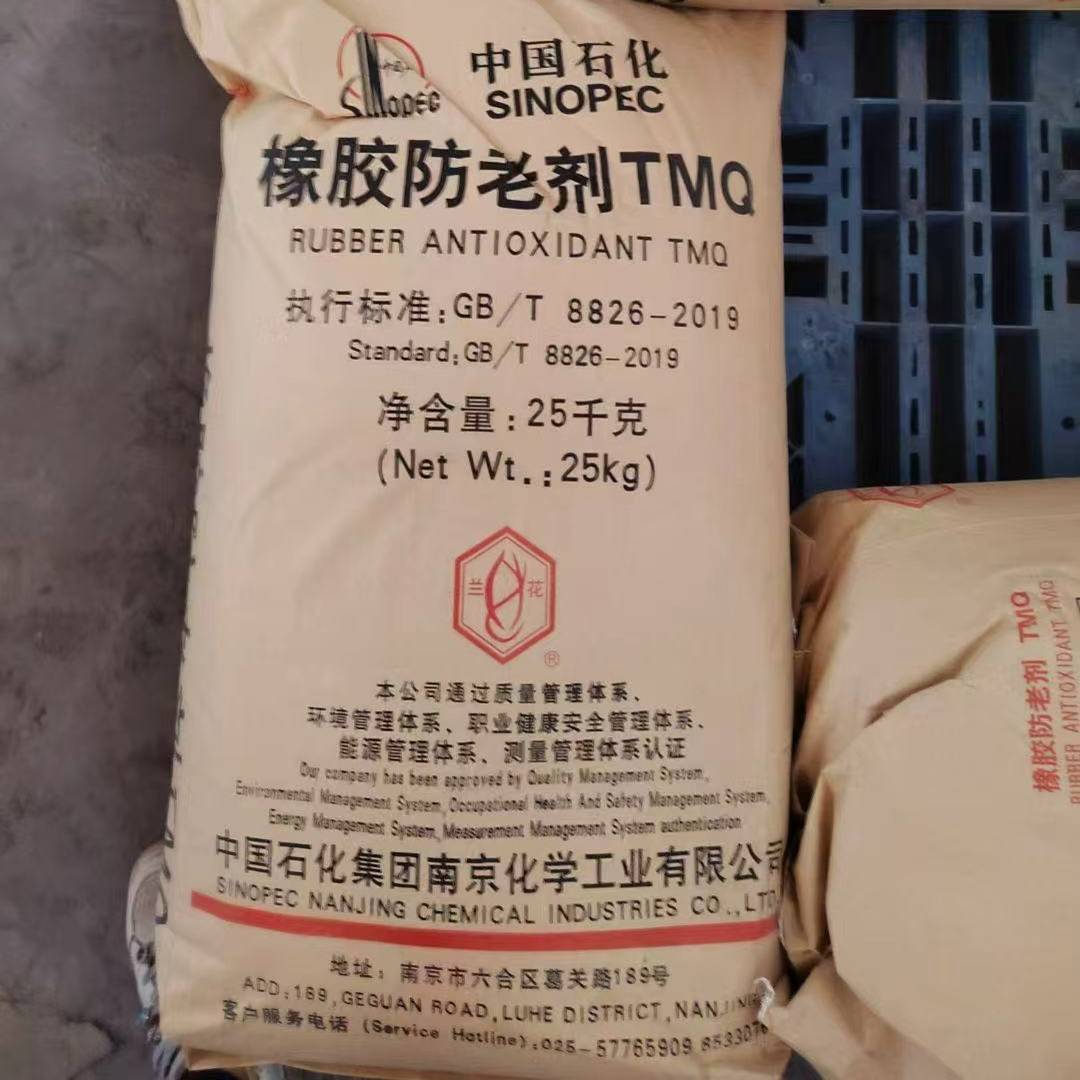 SINOPEC
中国石化
SINOPEC
橡胶防老剂TMQ
RUBBER ANTIOXIDANT TMQ
执行标准:GB/T 8826-2019
Standard:GB/T 8826-2019
净含量:25千克
(Net Wt.:25kg)
兰花
®
本公司通过质量管理体系、
环境管理体系、职业健康安全管理体系、
能源管理体系、测量管理体系认证
Our company has been approved by Quality Management System,
Environmental Management System,Occupational Health And Safety Management System,
Energy Management System,Measurement Management System authentication
中国石化集团南京化学工业有限公司
SINOPEC NANJING CHEMICAL INDUSTRIES CO.,LTD
地址:南京市六合区葛关路189号
ADD:189,GEGUAN ROAD,LUHE DISTRICT,NANJING
客户服务电话 (Service Hotline):025-57765909
橡胶防老剂 TMQ
RUBBER ANTIOXIDANT TMQ